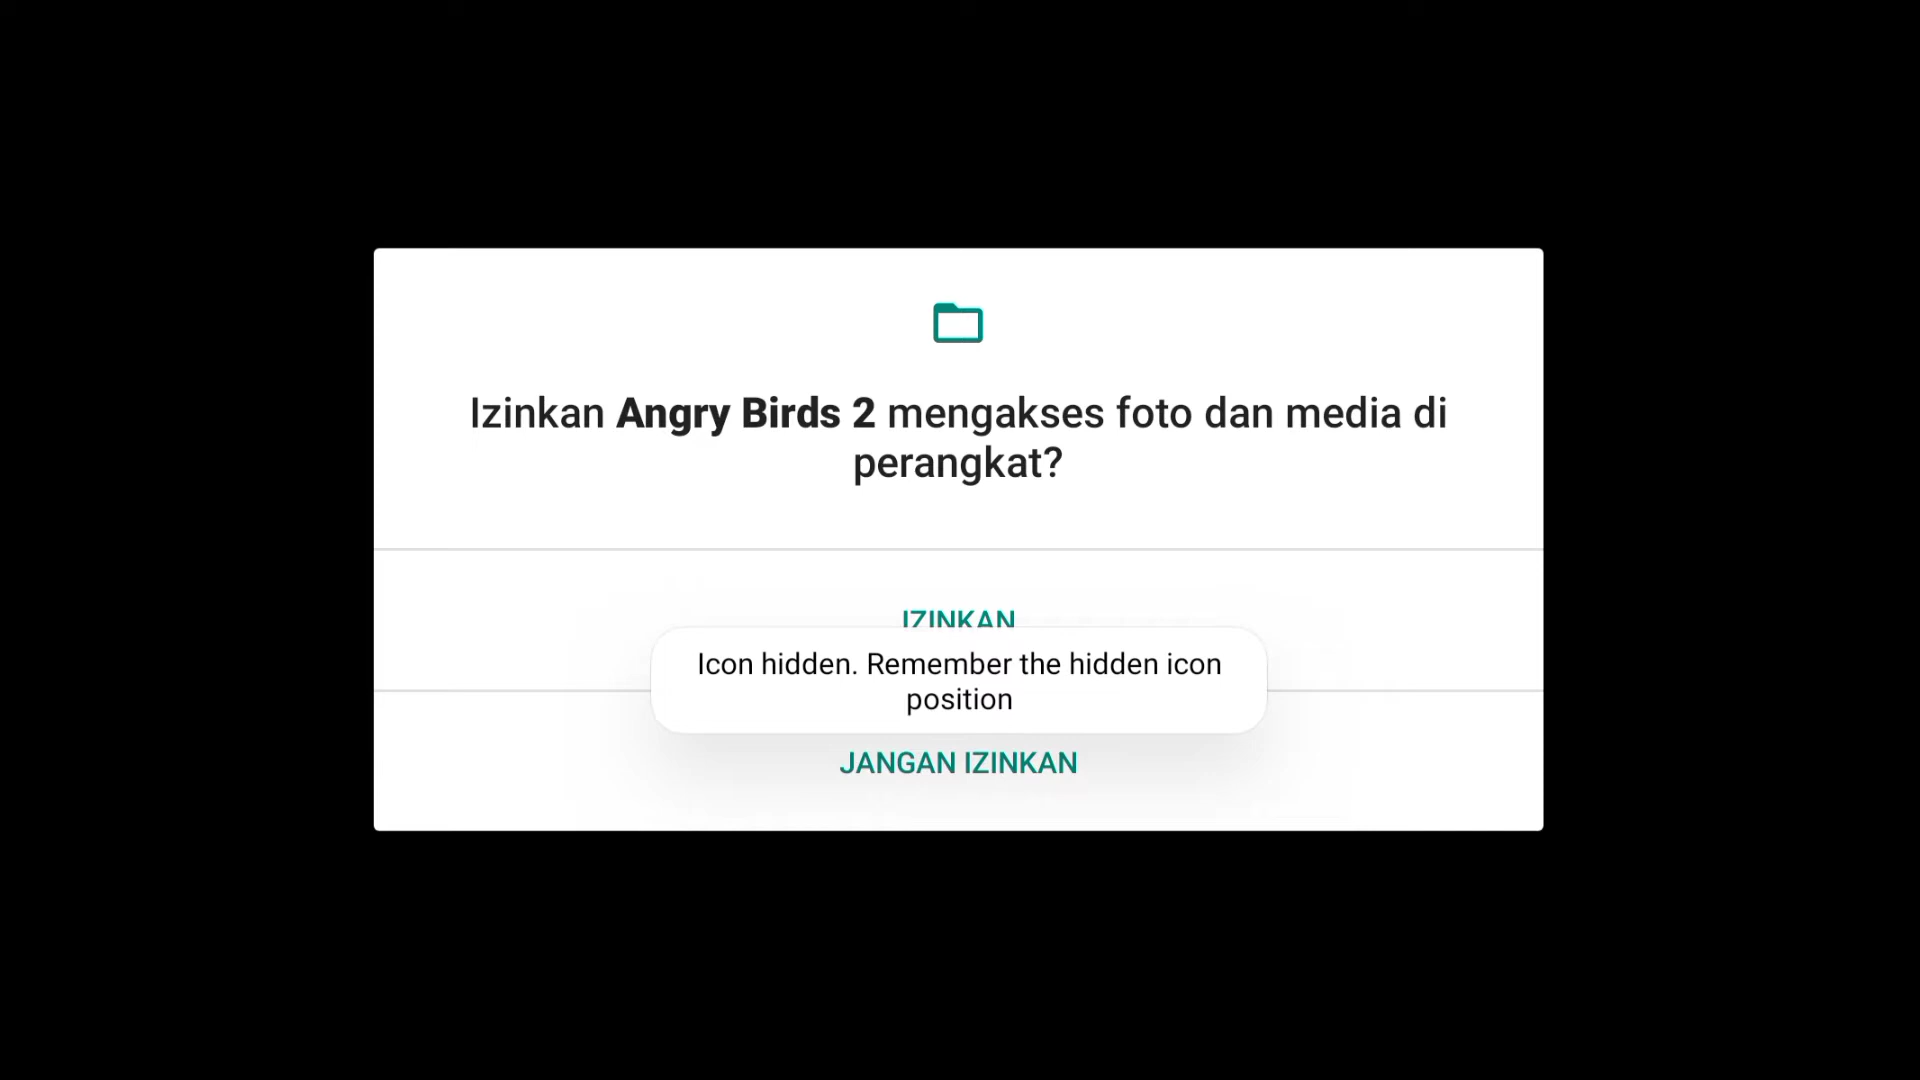 Izinkan Angry Birds 2 mengakses foto dan media di
perangkat?
IZINKAN
Icon hidden. Remember the hidden icon
position
JANGAN IZINKAN